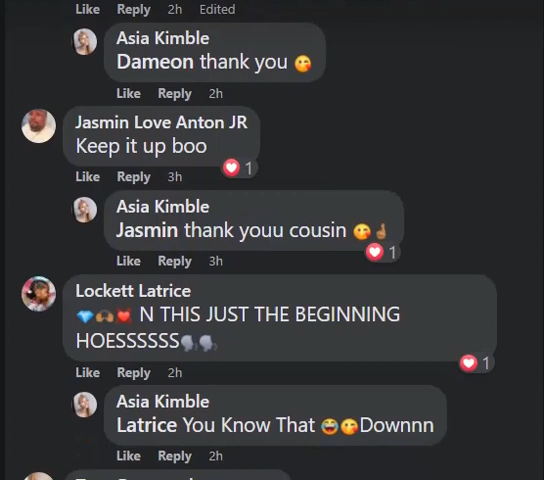 Like Reply 2h Edited
Asia Kimble
Dameon thank you 😘
Like Reply 2h
Jasmin Love Anton JR
Keep it up boo
1
Like Reply 3h
Asia Kimble
Jasmin thank youu cousin 😘🤞🏾
1
Like Reply 3h
Lockett Latrice
💎🙌🏾♥️ N THIS JUST THE BEGINNING
HOESSSSSS🗣🗣
1
Like Reply 2h
Asia Kimble
Latrice You Know That 😂😘Downnn
Like Reply 2h